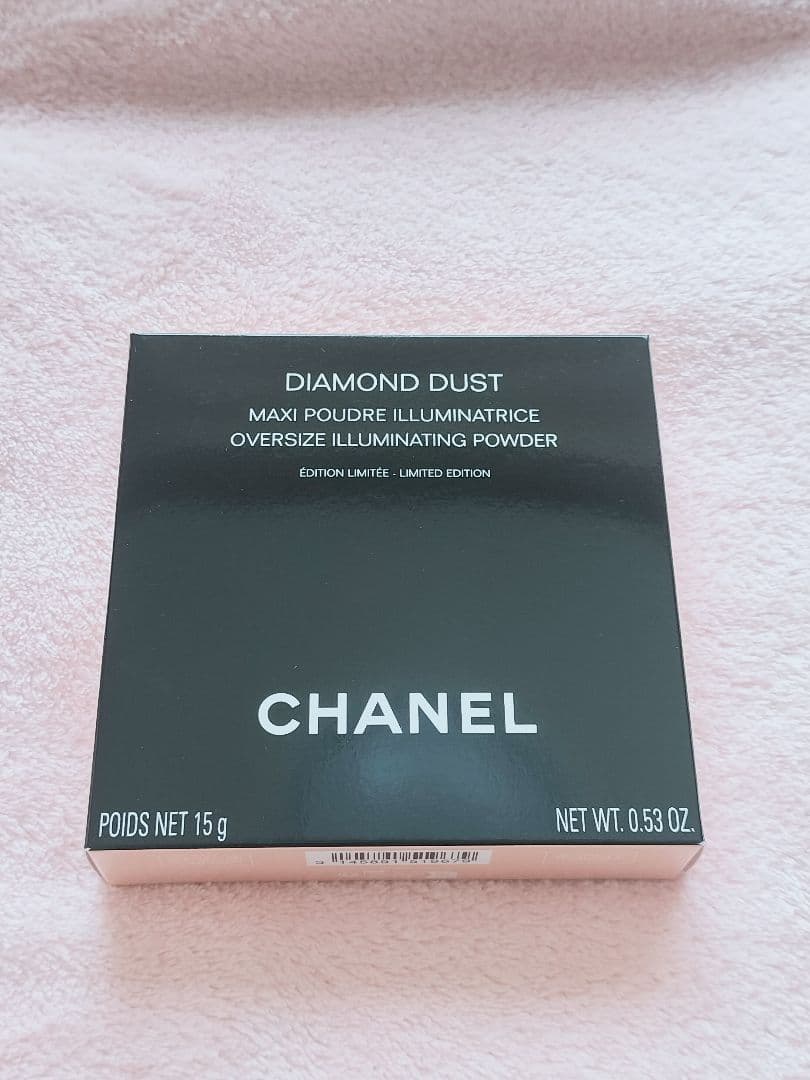 DIAMOND DUST
MAXI POUDRE ILLUMINATRICE
OVERSIZE ILLUMINATING POWDER
ÉDITION LIMITÉE - LIMITED EDITION
CHANEL
POIDS NET 15 g
NET WT. 0.53 OZ.